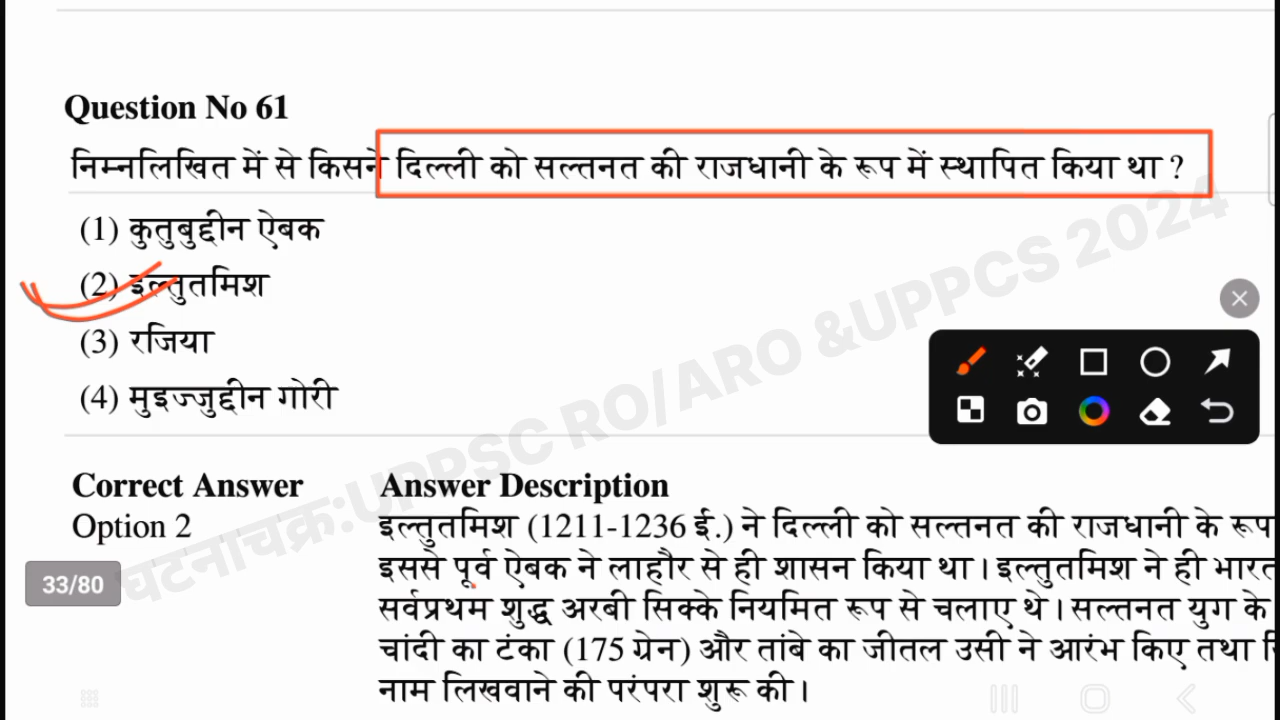 Question No 61
निम्नलिखित में से किसने दिल्ली को सल्तनत की राजधानी के रूप में स्थापित किया था ?
(1) कुतुबुद्दीन ऐबक
(2) इल्तुतमिश
(3) रजिया
(4) मुइज्जुद्दीन गोरी
घटनाचक्र:UPPSC RO/ARO &UPPCS 2024
Correct Answer Answer Description
Option 2 इल्तुतमिश (1211-1236 ई.) ने दिल्ली को सल्तनत की राजधानी के रूप
इससे पूर्व ऐबक ने लाहौर से ही शासन किया था। इल्तुतमिश ने ही भारत
सर्वप्रथम शुद्ध अरबी सिक्के नियमित रूप से चलाए थे। सल्तनत युग के
चांदी का टंका (175 ग्रेन) और तांबे का जीतल उसी ने आरंभ किए तथा
नाम लिखवाने की परंपरा शुरू की।
33/80